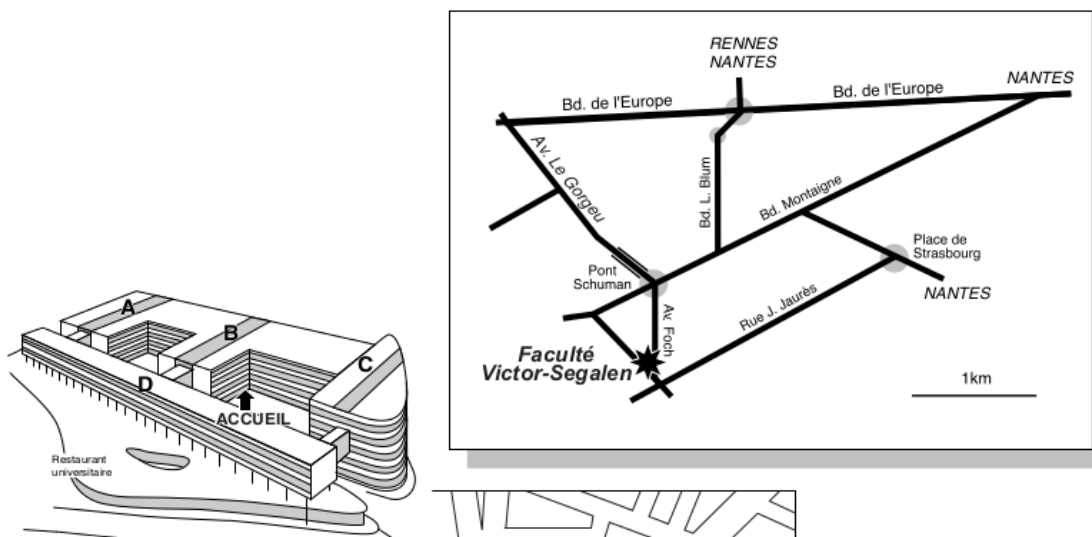 RENNES
NANTES
NANTES
Bd. de l'Europe
Bd. de l'Europe
Av. Le Gorgeu
Bd. L. Blum
Bd. Montaigne
Place de
Strasbourg
Pont
Schuman
NANTES
Av. Foch
Rue J. Jaurès
Faculté
Victor-Segalen
1km
A
B
C
D
ACCUEIL
Restaurant
universitaire